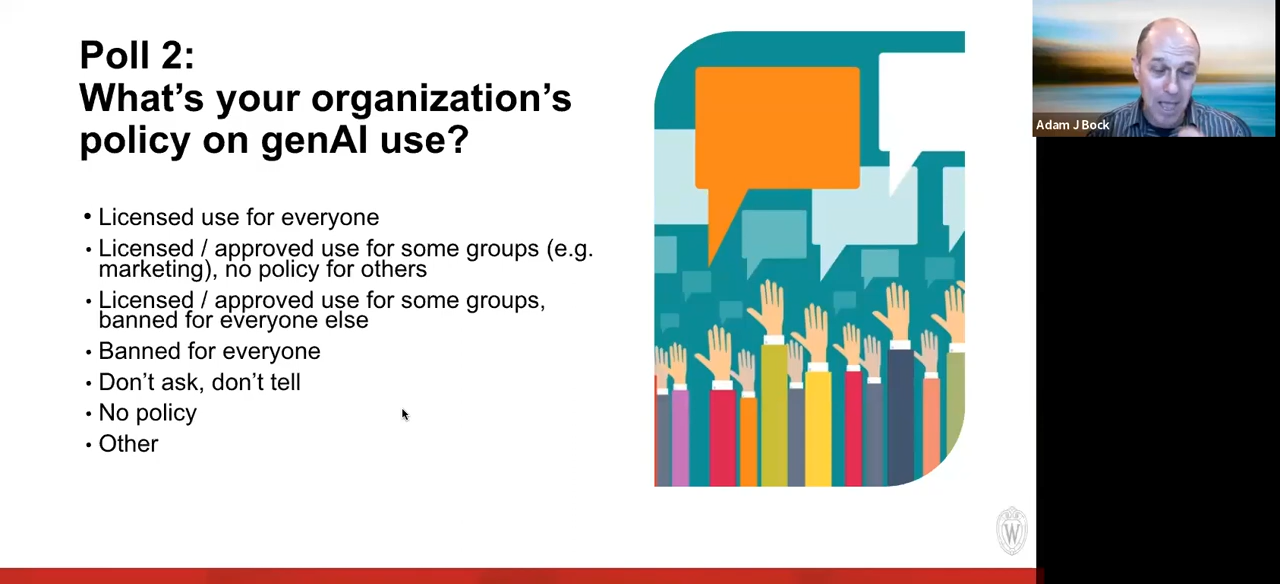 Poll 2:
What’s your organization’s
policy on genAI use?
• Licensed use for everyone
• Licensed / approved use for some groups (e.g.
marketing), no policy for others
• Licensed / approved use for some groups,
banned for everyone else
• Banned for everyone
• Don’t ask, don’t tell
• No policy
• Other
Adam J Bock
W